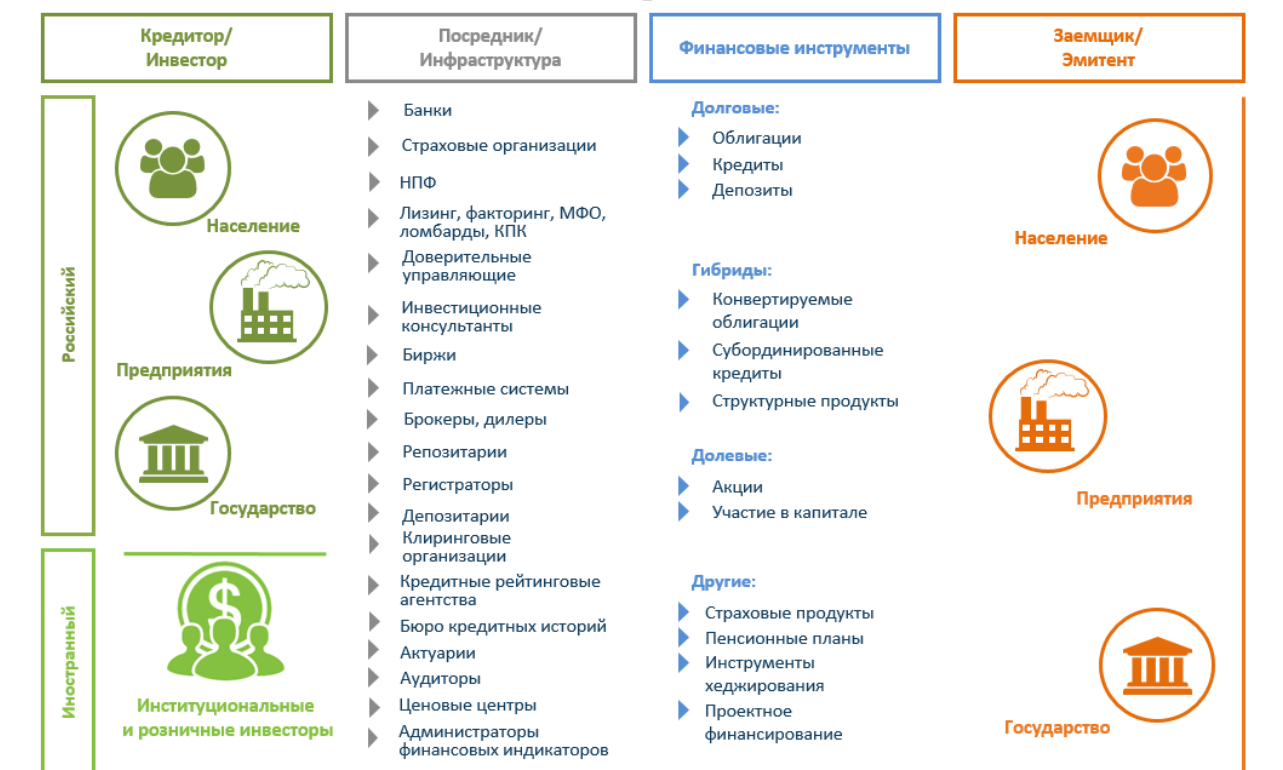 Кредитор/
Инвестор
Посредник/
Инфраструктура
Финансовые инструменты
Заемщик/
Эмитент
Российский
Население
Предприятия
Государство
Иностранный
Институциональные
и розничные инвесторы
Банки
Страховые организации
НПФ
Лизинг, факторинг, МФО,
ломбарды, КПК
Доверительные
управляющие
Инвестиционные
консультанты
Биржи
Платежные системы
Брокеры, дилеры
Репозитарии
Регистраторы
Депозитарии
Клиринговые
организации
Кредитные рейтинговые
агентства
Бюро кредитных историй
Актуарии
Аудиторы
Ценовые центры
Администраторы
финансовых индикаторов
Долговые:
Облигации
Кредиты
Депозиты
Гибриды:
Конвертируемые
облигации
Субординированные
кредиты
Структурные продукты
Долевые:
Акции
Участие в капитале
Другие:
Страховые продукты
Пенсионные планы
Инструменты
хеджирования
Проектное
финансирование
Население
Предприятия
Государство